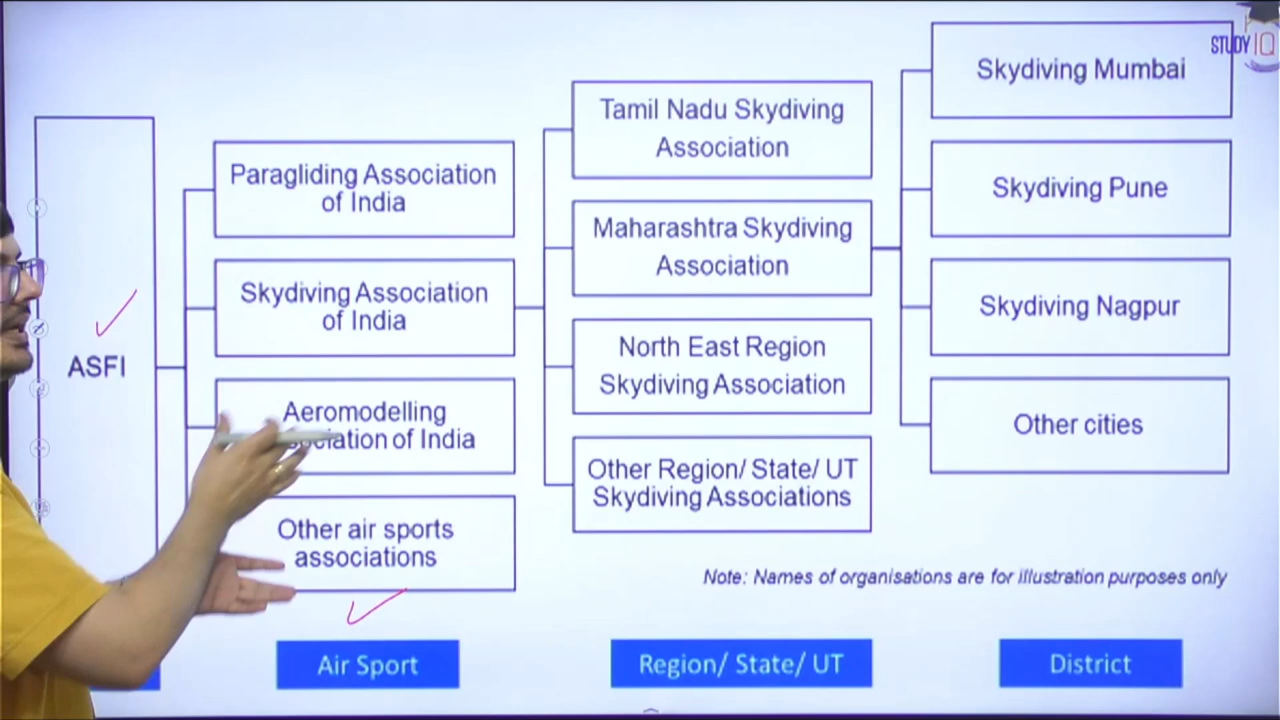 STUDY IQ
ASFI
Paragliding Association
of India
Skydiving Association
of India
Aeromodelling
of India
Other air sports
associations
Tamil Nadu Skydiving
Association
Maharashtra Skydiving
Association
North East Region
Skydiving Association
Other Region/ State/ UT
Skydiving Associations
Skydiving Mumbai
Skydiving Pune
Skydiving Nagpur
Other cities
Note: Names of organisations are for illustration purposes only
Air Sport
Region/ State/ UT
District